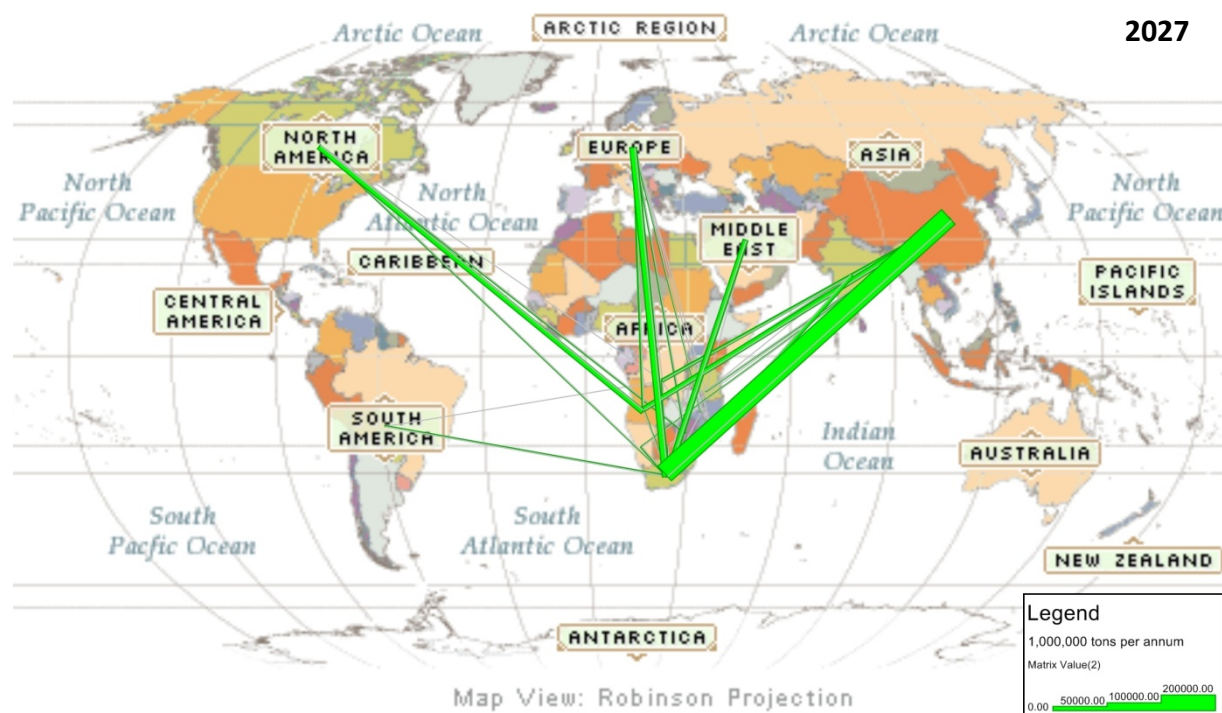 2027
Arctic Ocean
ARCTIC REGION
Arctic Ocean
NORTH
AMERICA
EUROPE
ASIA
North
Pacific Ocean
North
Atlantic Ocean
North
Pacific Ocean
MIDDLE
EAST
CARIBBEAN
PACIFIC
ISLANDS
CENTRAL
AMERICA
AFRICA
SOUTH
AMERICA
Indian
Ocean
AUSTRALIA
South
Pacfic Ocean
South
Atlantic Ocean
NEW ZEALAND
ANTARCTICA
Legend
1,000,000 tons per annum
Matrix Value(2)
0.00 50000.00 100000.00 200000.00
Map View: Robinson Projection